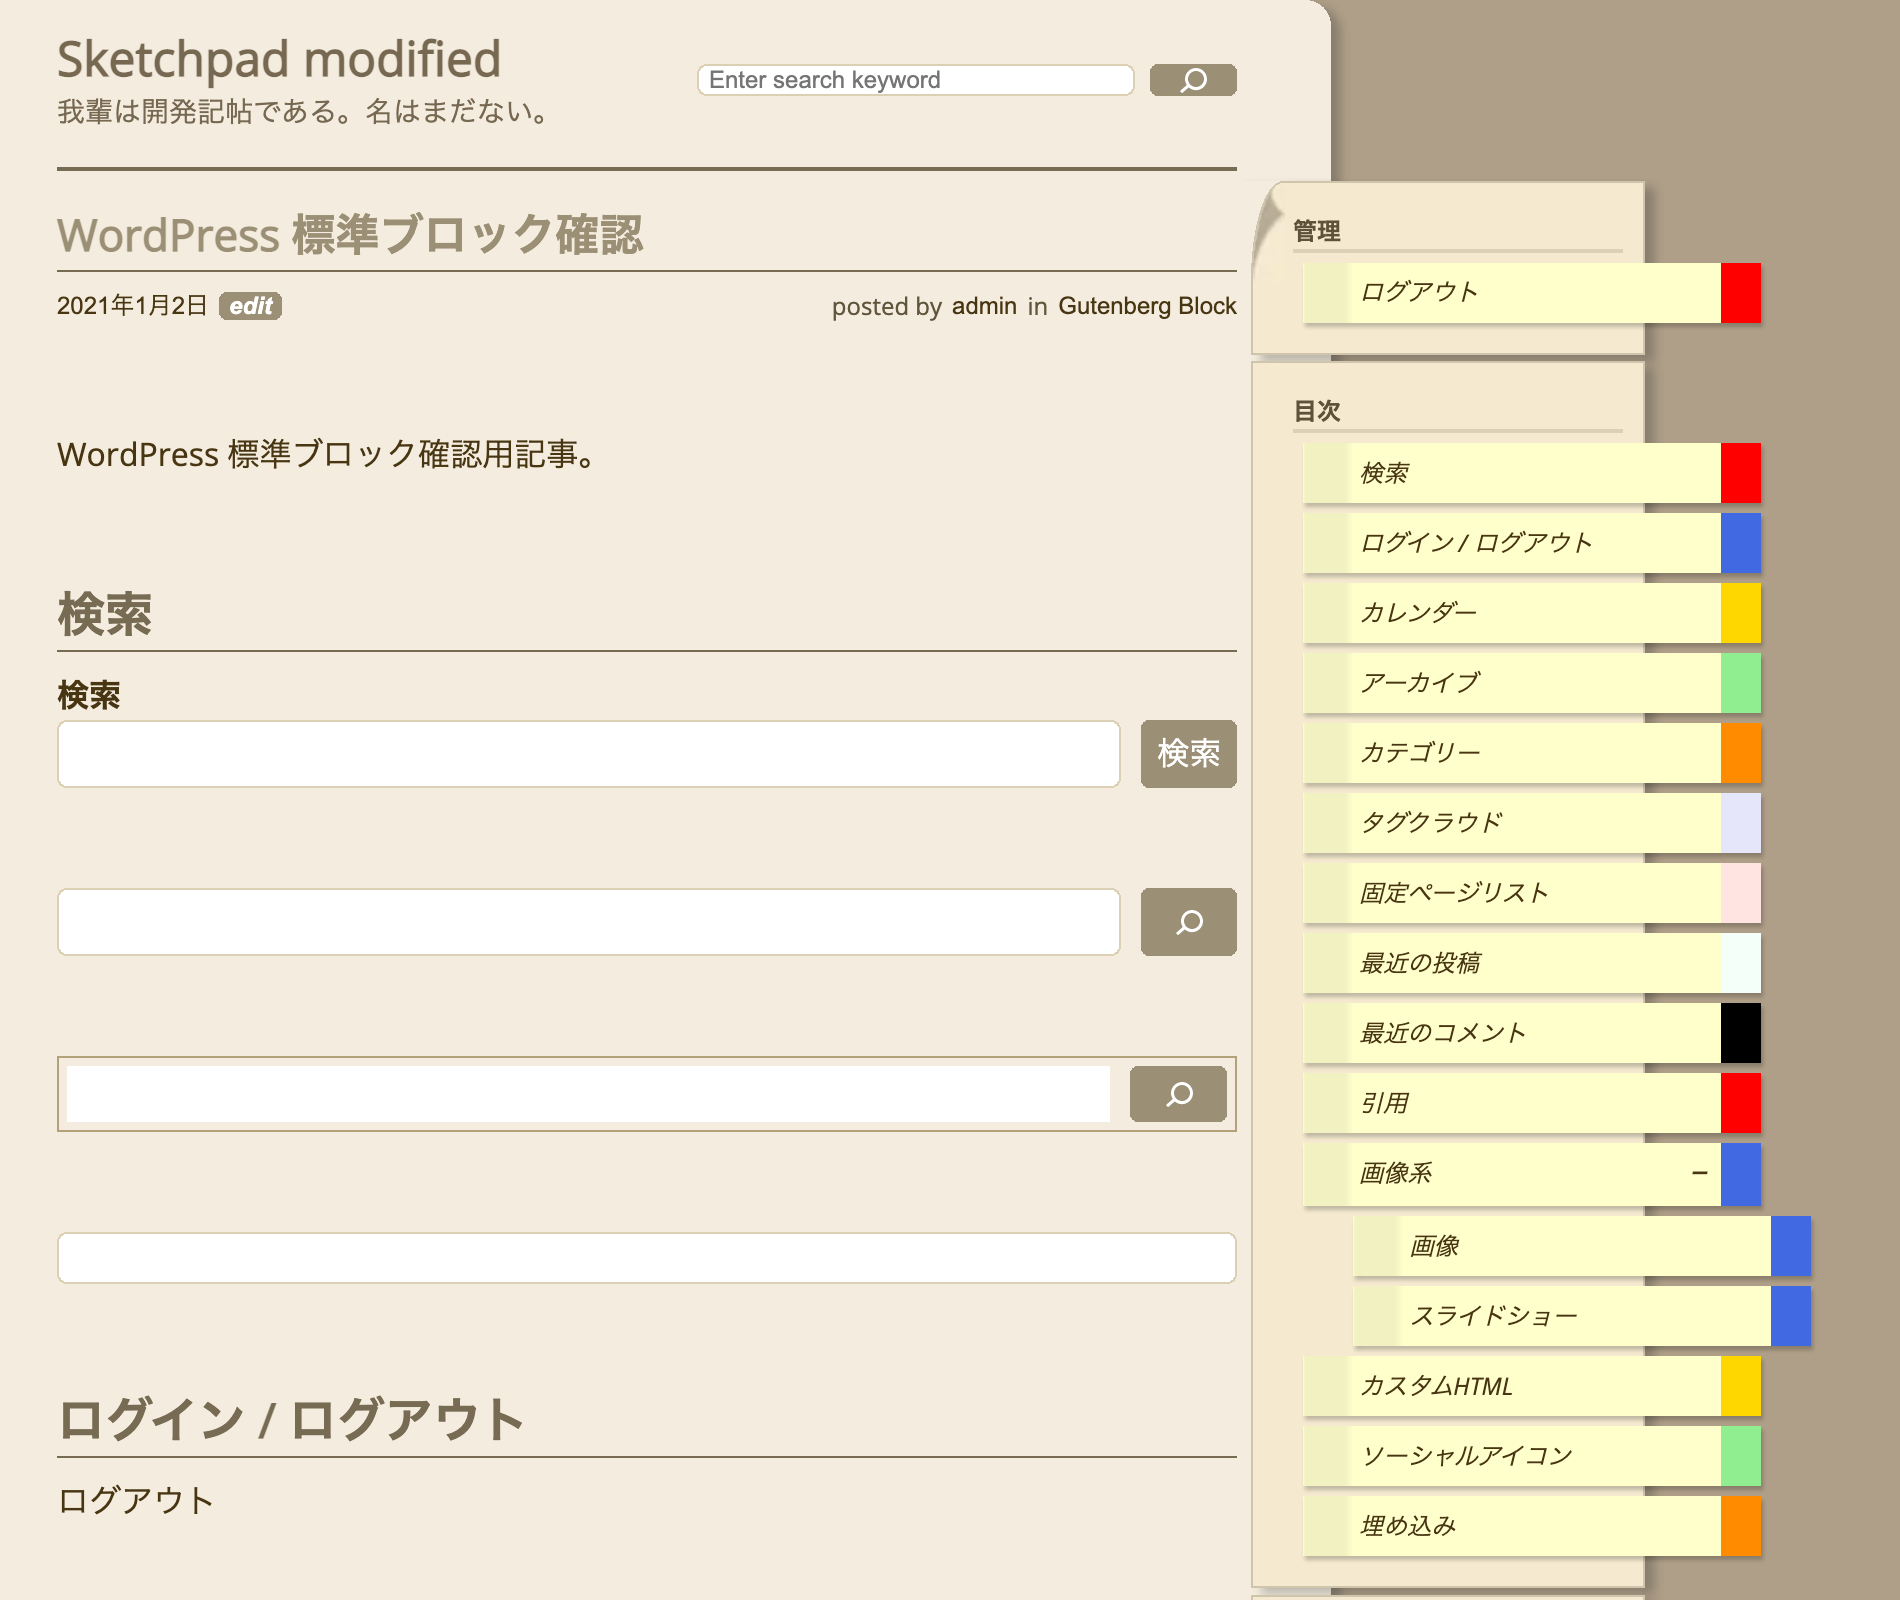 Sketchpad modified
我輩は開発記帖である。名はまだない。
Enter search keyword
WordPress 標準ブロック確認
2021年1月2日 edit
posted by admin in Gutenberg Block
WordPress 標準ブロック確認用記事。
検索
検索
検索
ログイン / ログアウト
ログアウト
管理
ログアウト
目次
検索
ログイン / ログアウト
カレンダー
アーカイブ
カテゴリー
タグクラウド
固定ページリスト
最近の投稿
最近のコメント
引用
画像系 −
画像
スライドショー
カスタムHTML
ソーシャルアイコン
埋め込み